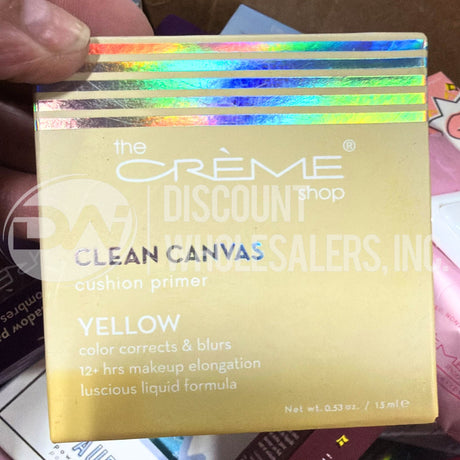 the
CRÈME®
shop
DW DISCOUNT
WHOLESALERS, INC.
CLEAN CANVAS
cushion primer
YELLOW
color corrects & blurs
12+ hrs makeup elongation
luscious liquid formula
Net wt. 0.53 oz. / 15 ml e